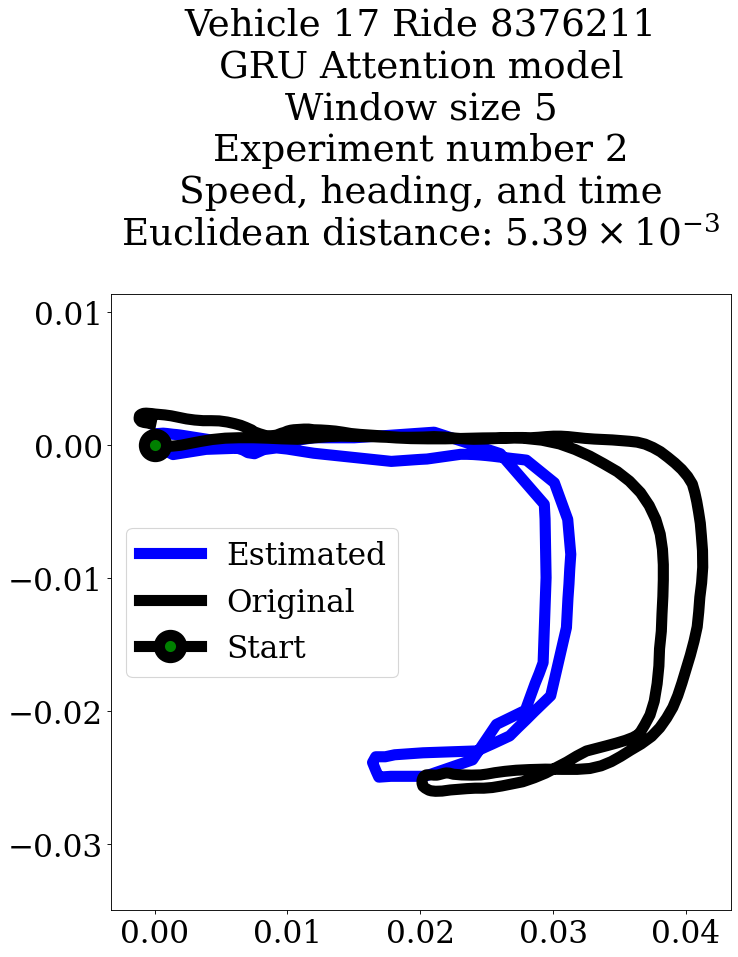 Vehicle 17 Ride 8376211
GRU Attention model
Window size 5
Experiment number 2
Speed, heading, and time
Euclidean distance: 5.39 × 10⁻³
0.01
0.00
−0.01
−0.02
−0.03
Estimated
Original
Start
0.00 0.01 0.02 0.03 0.04